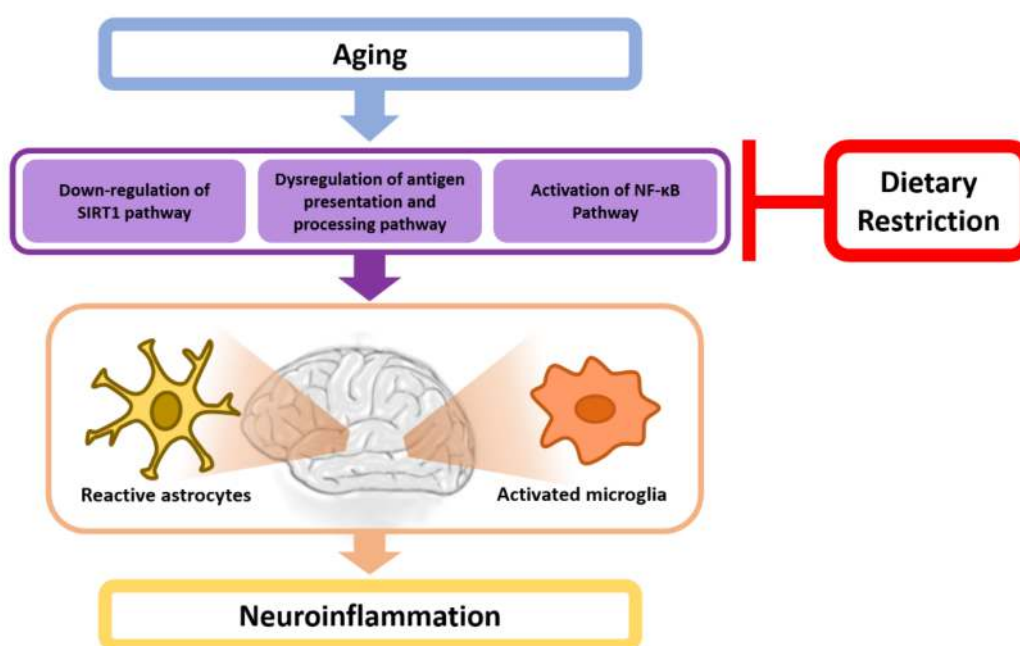 Aging
Down-regulation of
SIRT1 pathway
Dysregulation of antigen
presentation and
processing pathway
Activation of NF-κB
Pathway
Dietary
Restriction
Reactive astrocytes
Activated microglia
Neuroinflammation